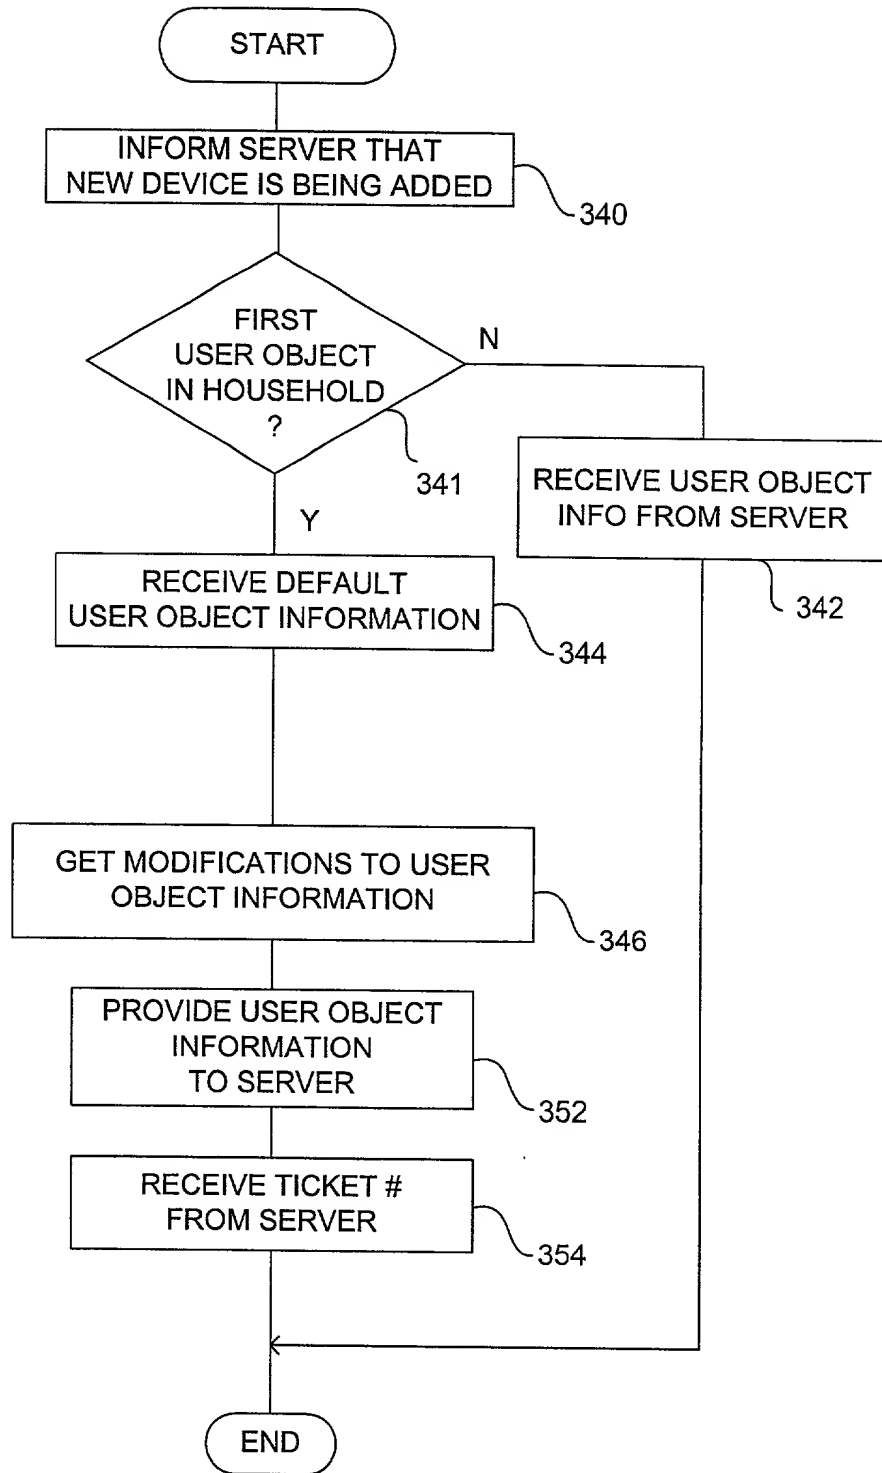 START
INFORM SERVER THAT
NEW DEVICE IS BEING ADDED
340
FIRST
USER OBJECT
IN HOUSEHOLD
?
N
341
Y
RECEIVE USER OBJECT
INFO FROM SERVER
342
RECEIVE DEFAULT
USER OBJECT INFORMATION
344
GET MODIFICATIONS TO USER
OBJECT INFORMATION
346
PROVIDE USER OBJECT
INFORMATION
TO SERVER
352
RECEIVE TICKET #
FROM SERVER
354
END